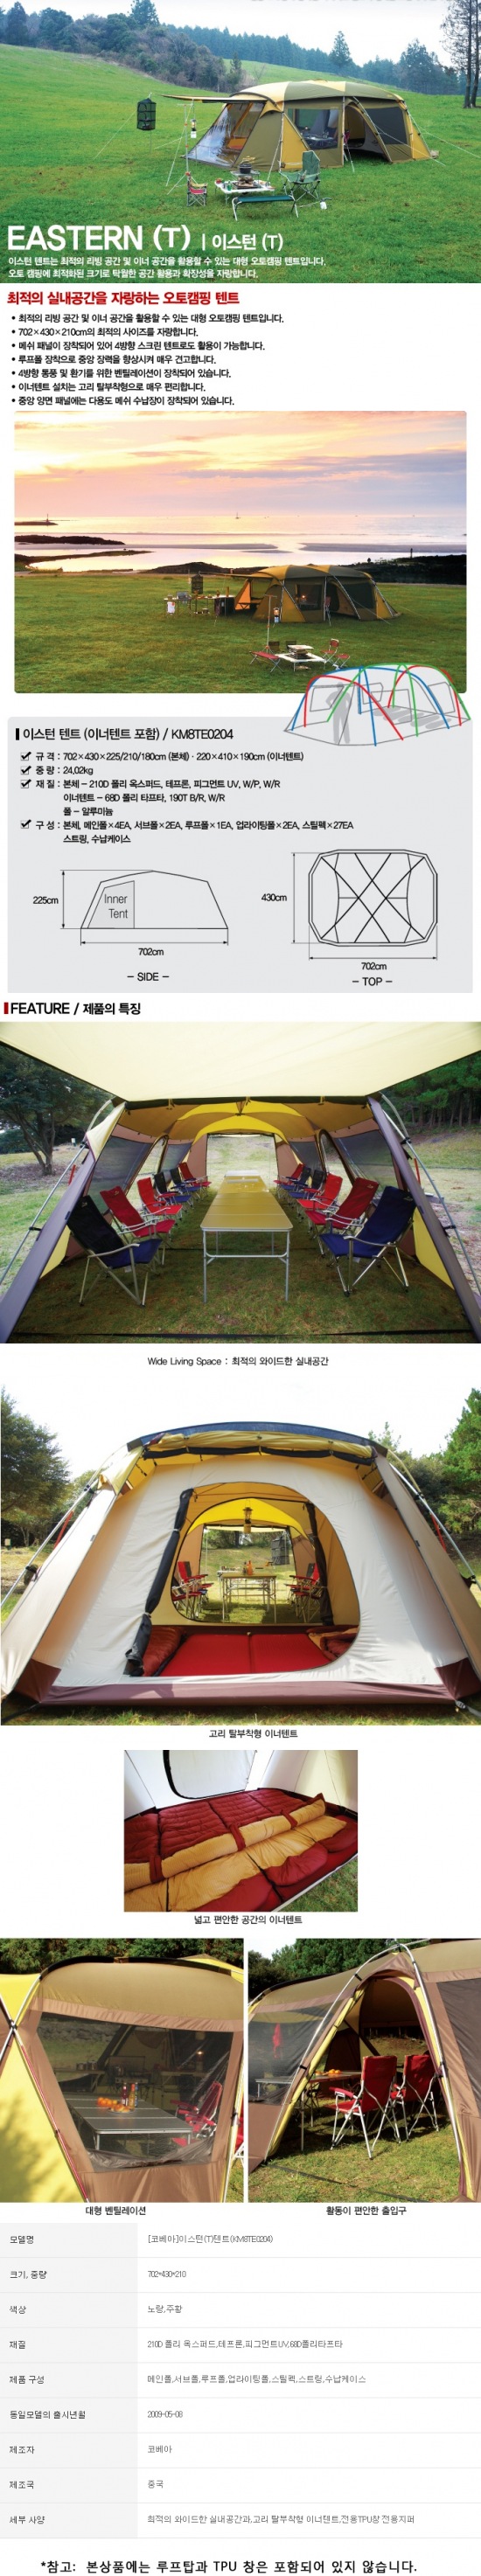 EASTERN (T) | 이스턴 (T)
이스턴 텐트는 최적의 리빙 공간 및 이너 공간을 활용할 수 있는 대형 오토캠핑 텐트입니다.
오토 캠핑에 최적화된 크기로 탁월한 공간 활용과 확장성을 자랑합니다.
최적의 실내공간을 자랑하는 오토캠핑 텐트
• 최적의 리빙 공간 및 이너 공간을 활용할 수 있는 대형 오토캠핑 텐트입니다.
• 702×430×210cm의 최적의 사이즈를 자랑합니다.
• 메쉬 패널이 장착되어 있어 4방향 스크린 텐트로도 활용이 가능합니다.
• 루프폴 장착으로 중앙 장력을 향상시켜 매우 견고합니다.
• 4방향 통풍 및 환기를 위한 벤틸레이션이 장착되어 있습니다.
• 이너텐트 설치는 고리 탈부착형으로 매우 편리합니다.
• 중앙 양면 패널에는 다용도 메쉬 수납장이 장착되어 있습니다.
이스턴 텐트 (이너텐트 포함) / KM8TE0204
규 격 : 702×430×225/210/180cm (본체) · 220×410×190cm (이너텐트)
중 량 : 24.02kg
재 질 : 본체 – 210D 폴리 옥스퍼드, 테프론, 피그먼트 UV, W/P, W/R
이너텐트 – 68D 폴리 타프타, 190T B/R, W/R
폴 – 알루미늄
구 성 : 본체, 메인폴×4EA, 서브폴×2EA, 루프폴×1EA, 업라이팅폴×2EA, 스틸펙×27EA
스트링, 수납케이스
225cm
Inner
Tent
702cm
– SIDE –
430cm
702cm
– TOP –
FEATURE / 제품의 특징
Wide Living Space : 최적의 와이드한 실내공간
고리 탈부착형 이너텐트
넓고 편안한 공간의 이너텐트
대형 벤틸레이션
활동이 편안한 출입구
모델명 [코베아]이스턴(T)텐트(KM8TE0204)
크기, 중량 702*430*210
색상 노랑,주황
재질 210D 폴리 옥스퍼드,테프론,피그먼트UV,68D폴리타프타
제품 구성 메인폴,서브폴,루프폴,업라이팅폴,스틸펙,스트링,수납케이스
동일모델의 출시년월 2009-05-08
제조자 코베아
제조국 중국
세부 사양 최적의 와이드한 실내공간과,고리 탈부착형 이너텐트,전용TPU창 전용지퍼
*참고: 본상품에는 루프탑과 TPU 창은 포함되어 있지 않습니다.